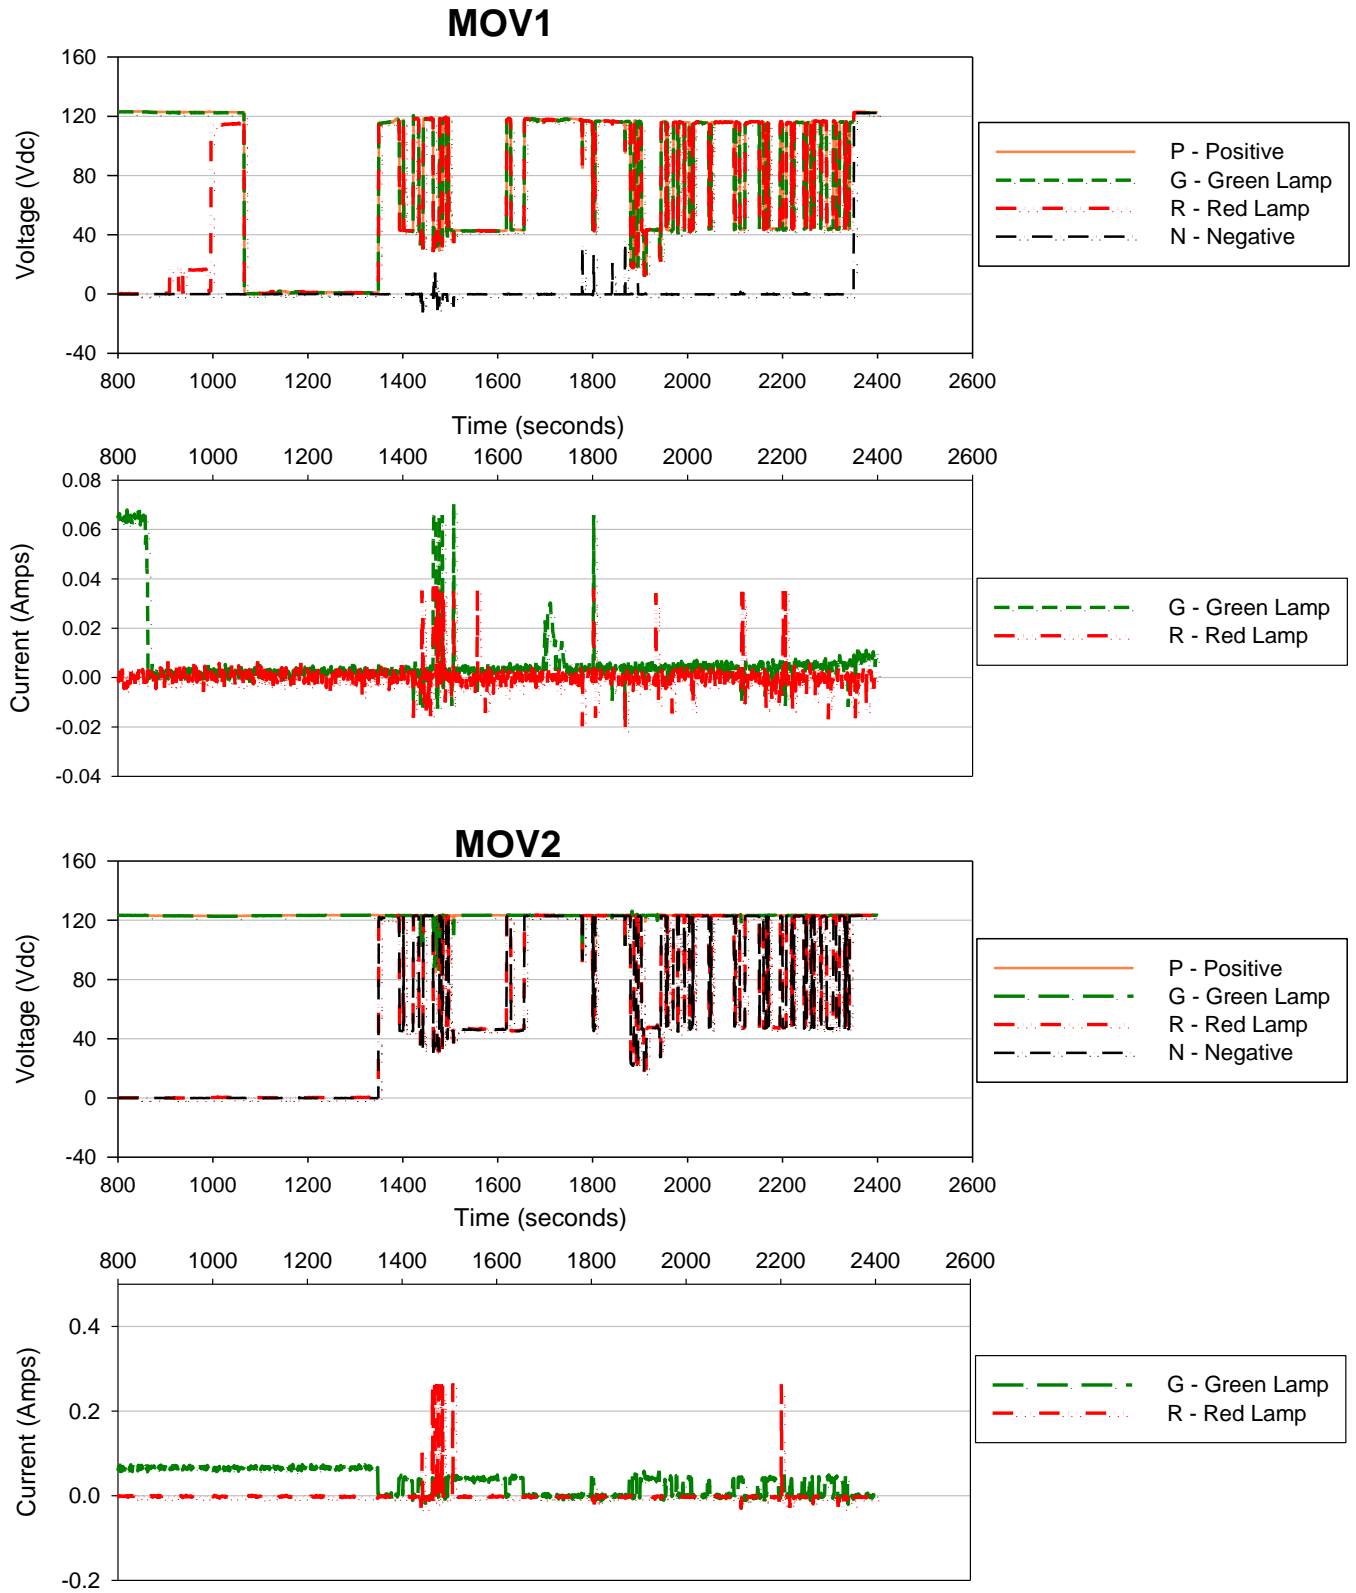 MOV1
160
120
80
40
0
-40
Voltage (Vdc)
800 1000 1200 1400 1600 1800 2000 2200 2400 2600
Time (seconds)
P - Positive
G - Green Lamp
R - Red Lamp
N - Negative
800 1000 1200 1400 1600 1800 2000 2200 2400 2600
0.08
0.06
0.04
0.02
0.00
-0.02
-0.04
Current (Amps)
G - Green Lamp
R - Red Lamp
MOV2
160
120
80
40
0
-40
Voltage (Vdc)
800 1000 1200 1400 1600 1800 2000 2200 2400 2600
Time (seconds)
P - Positive
G - Green Lamp
R - Red Lamp
N - Negative
800 1000 1200 1400 1600 1800 2000 2200 2400 2600
0.4
0.2
0.0
-0.2
Current (Amps)
G - Green Lamp
R - Red Lamp